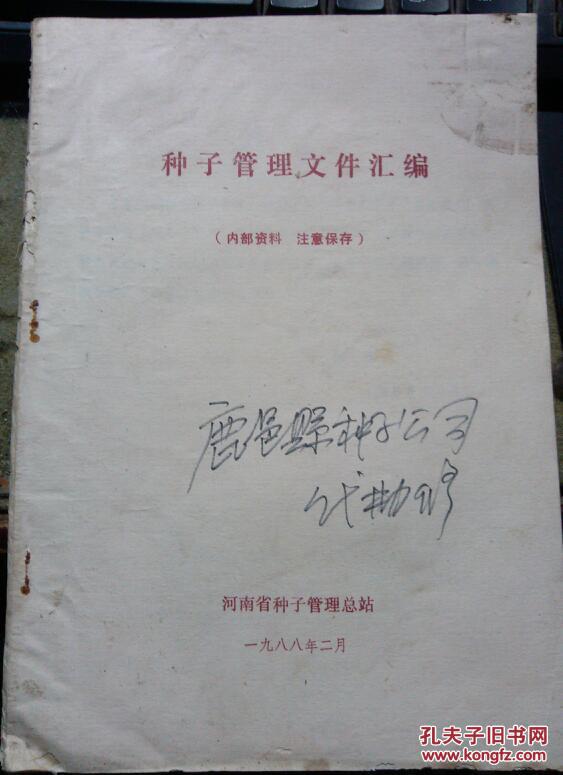 种子管理文件汇编
（内部资料 注意保存）
鹿邑县种子公司
河南省种子管理总站
一九八八年二月
孔夫子旧书网
www.kongfz.com